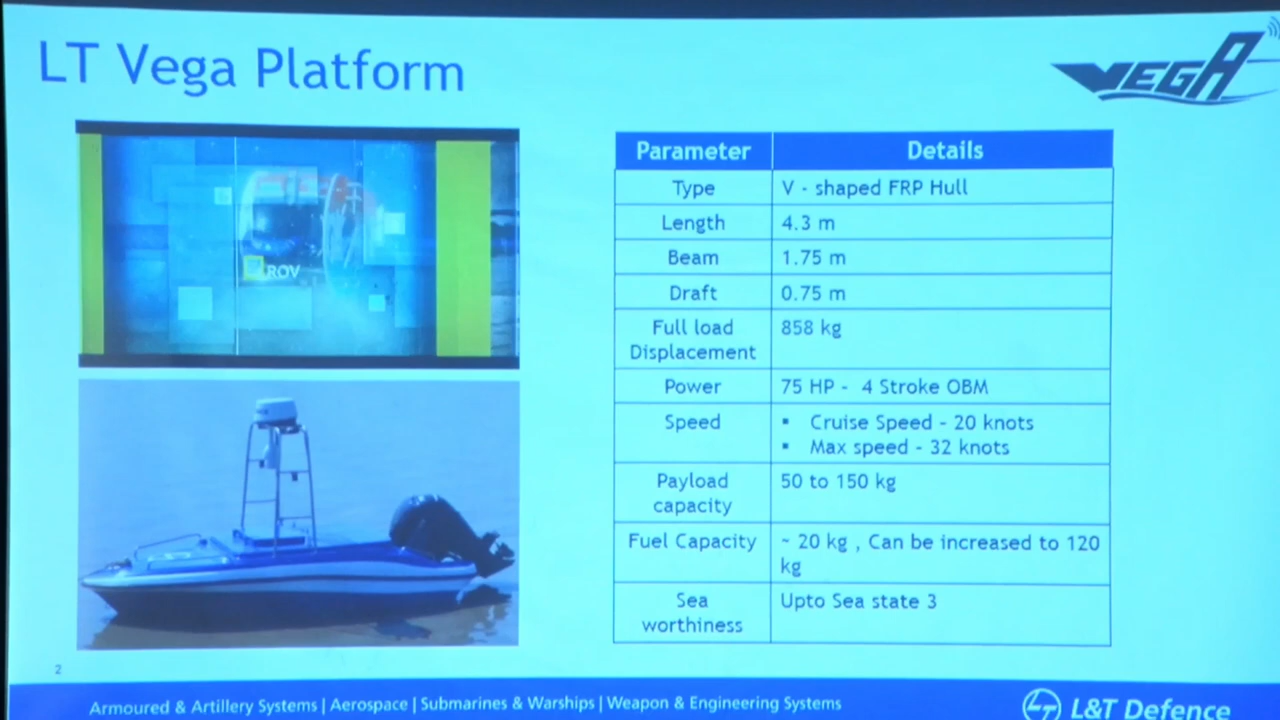 LT Vega Platform
VEGA
ROV
Parameter Details
Type V - shaped FRP Hull
Length 4.3 m
Beam 1.75 m
Draft 0.75 m
Full load
Displacement
858 kg
Power 75 HP - 4 Stroke OBM
Speed
▪ Cruise Speed - 20 knots
▪ Max speed - 32 knots
Payload
capacity
50 to 150 kg
Fuel Capacity
~ 20 kg , Can be increased to 120
kg
Sea
worthiness
Upto Sea state 3
2
Armoured & Artillery Systems | Aerospace | Submarines & Warships | Weapon & Engineering Systems
LT L&T Defence